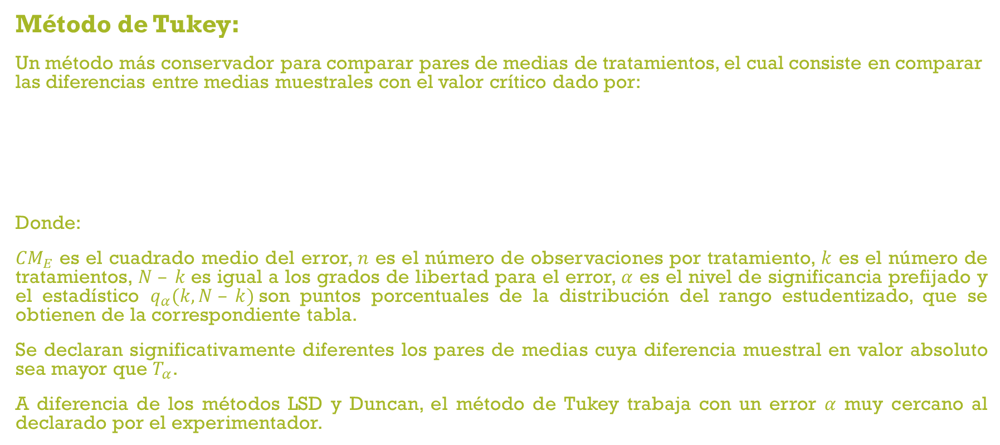 Método de Tukey:
Un método más conservador para comparar pares de medias de tratamientos, el cual consiste en comparar
las diferencias entre medias muestrales con el valor crítico dado por:
Donde:
𝐶𝑀_𝐸 es el cuadrado medio del error, 𝑛 es el número de observaciones por tratamiento, 𝑘 es el número de
tratamientos, 𝑁 – 𝑘 es igual a los grados de libertad para el error, 𝛼 es el nivel de significancia prefijado y
el estadístico 𝑞_𝛼(𝑘, 𝑁 – 𝑘) son puntos porcentuales de la distribución del rango estudentizado, que se
obtienen de la correspondiente tabla.
Se declaran significativamente diferentes los pares de medias cuya diferencia muestral en valor absoluto
sea mayor que 𝑇_𝛼.
A diferencia de los métodos LSD y Duncan, el método de Tukey trabaja con un error 𝛼 muy cercano al
declarado por el experimentador.